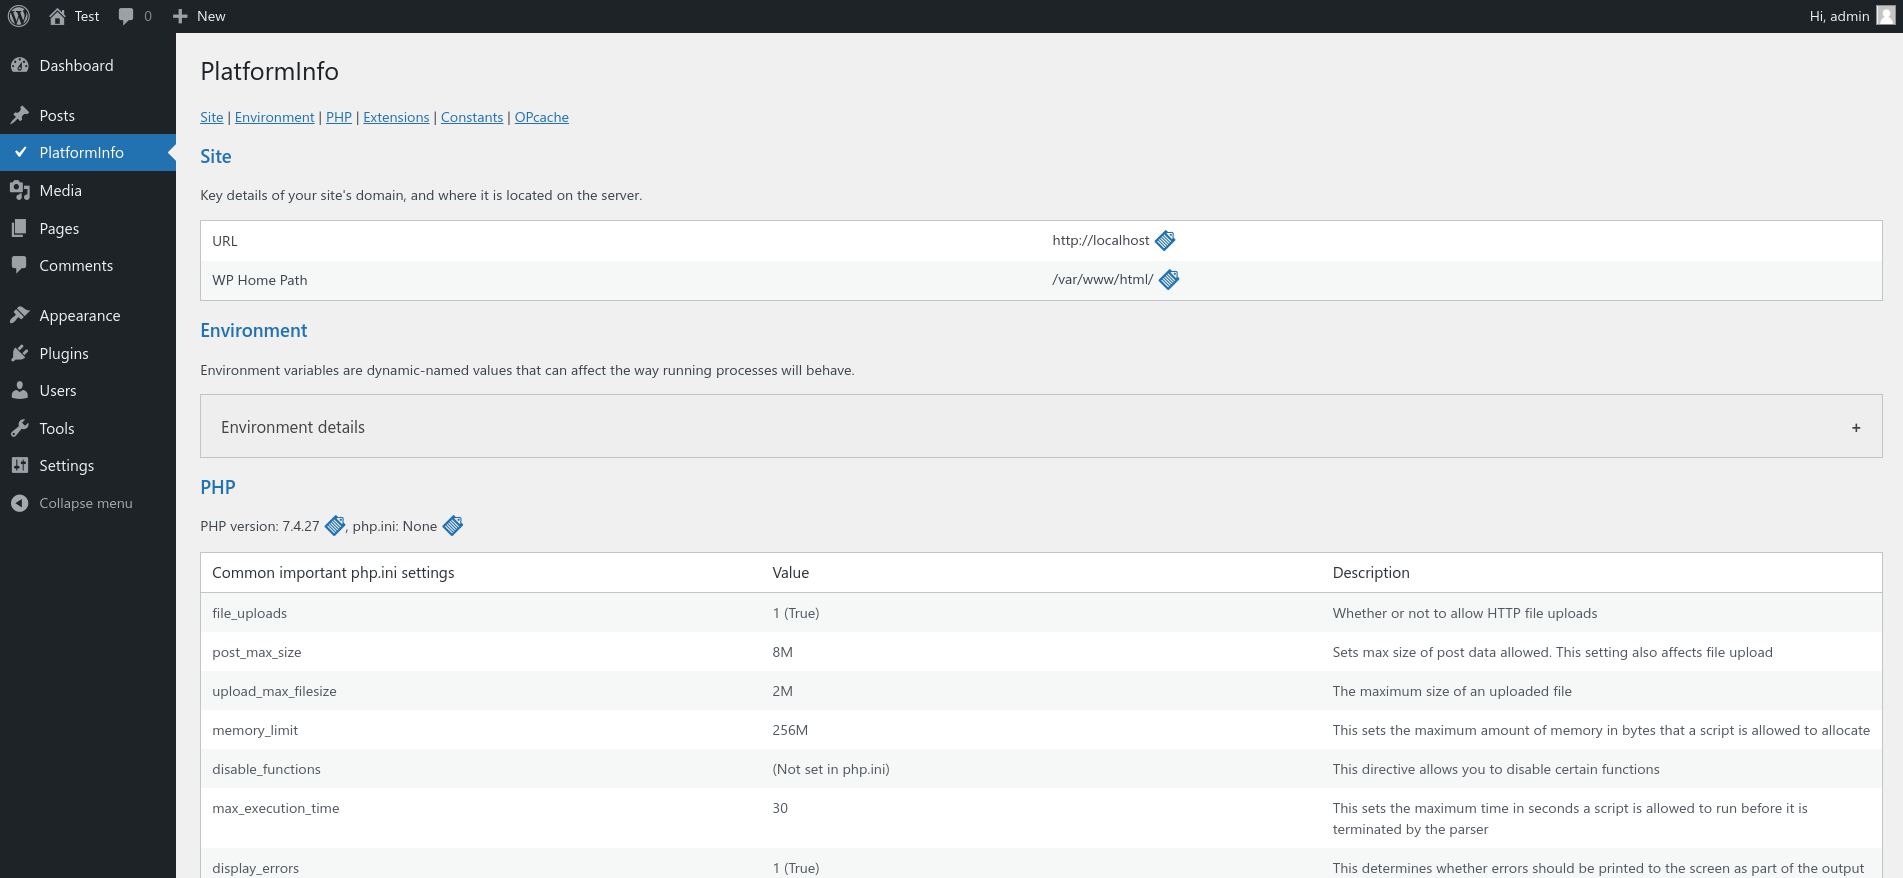 Test 0 New Hi, admin
Dashboard
Posts
PlatformInfo
Media
Pages
Comments
Appearance
Plugins
Users
Tools
Settings
Collapse menu
PlatformInfo
Site | Environment | PHP | Extensions | Constants | OPcache
Site
Key details of your site's domain, and where it is located on the server.
URL http://localhost
WP Home Path /var/www/html/
Environment
Environment variables are dynamic-named values that can affect the way running processes will behave.
Environment details +
PHP
PHP version: 7.4.27 , php.ini: None
Common important php.ini settings Value Description
file_uploads 1 (True) Whether or not to allow HTTP file uploads
post_max_size 8M Sets max size of post data allowed. This setting also affects file upload
upload_max_filesize 2M The maximum size of an uploaded file
memory_limit 256M This sets the maximum amount of memory in bytes that a script is allowed to allocate
disable_functions (Not set in php.ini) This directive allows you to disable certain functions
max_execution_time 30 This sets the maximum time in seconds a script is allowed to run before it is
terminated by the parser
display_errors 1 (True) This determines whether errors should be printed to the screen as part of the output